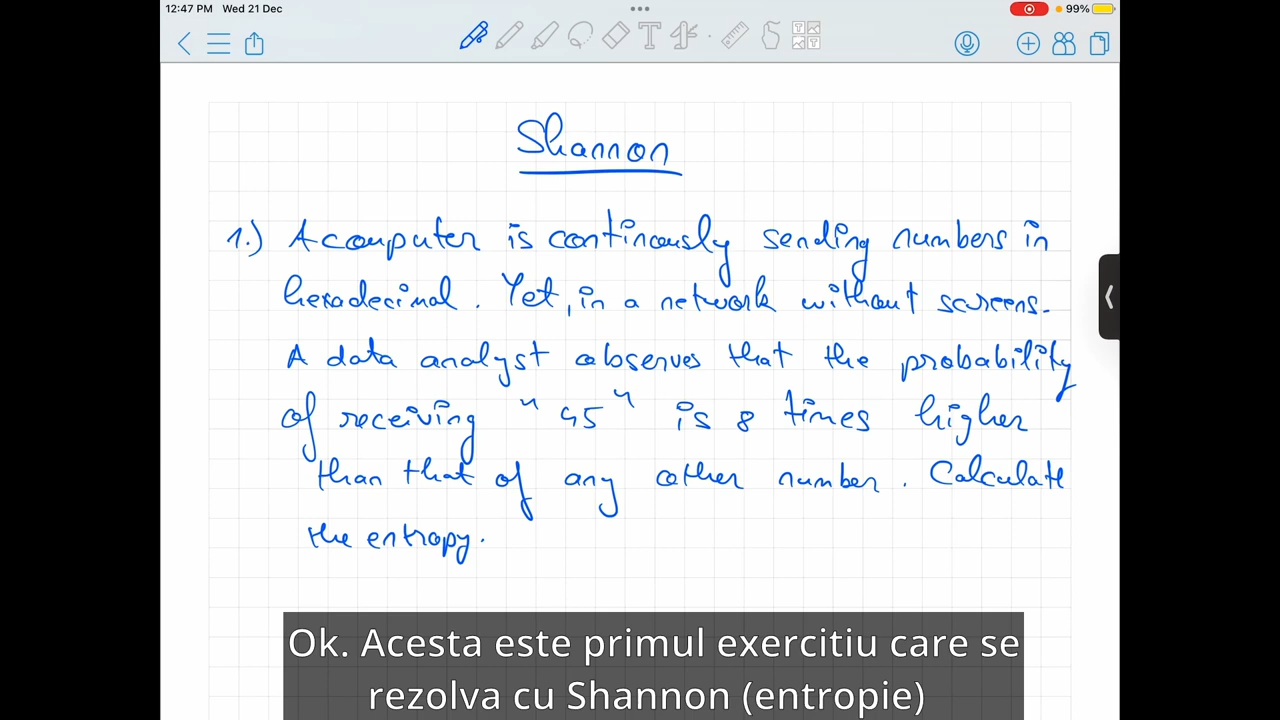 12:47 PM Wed 21 Dec
99%
Shannon
1.) A computer is continously sending numbers in
hexadecimal. Yet, in a network without screens.
A data analyst observes that the probability
of receiving "45" is 8 times higher
than that of any other number. Calculate
the entropy.
Ok. Acesta este primul exercitiu care se
rezolva cu Shannon (entropie)